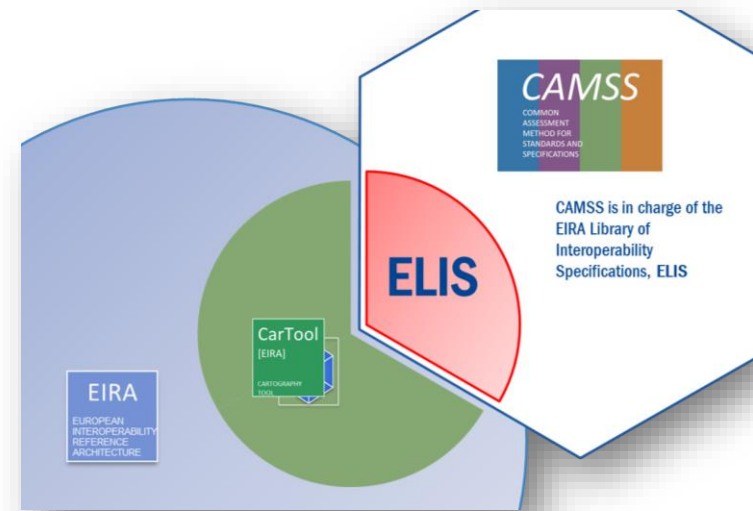 CAMSS
COMMON
ASSESSMENT
METHOD FOR
STANDARDS AND
SPECIFICATIONS
CAMSS is in charge of the
EIRA Library of
Interoperability
Specifications, ELIS
ELIS
CarTool
[EIRA]
CARTOGRAPHY
TOOL
EIRA
EUROPEAN
INTEROPERABILITY
REFERENCE
ARCHITECTURE